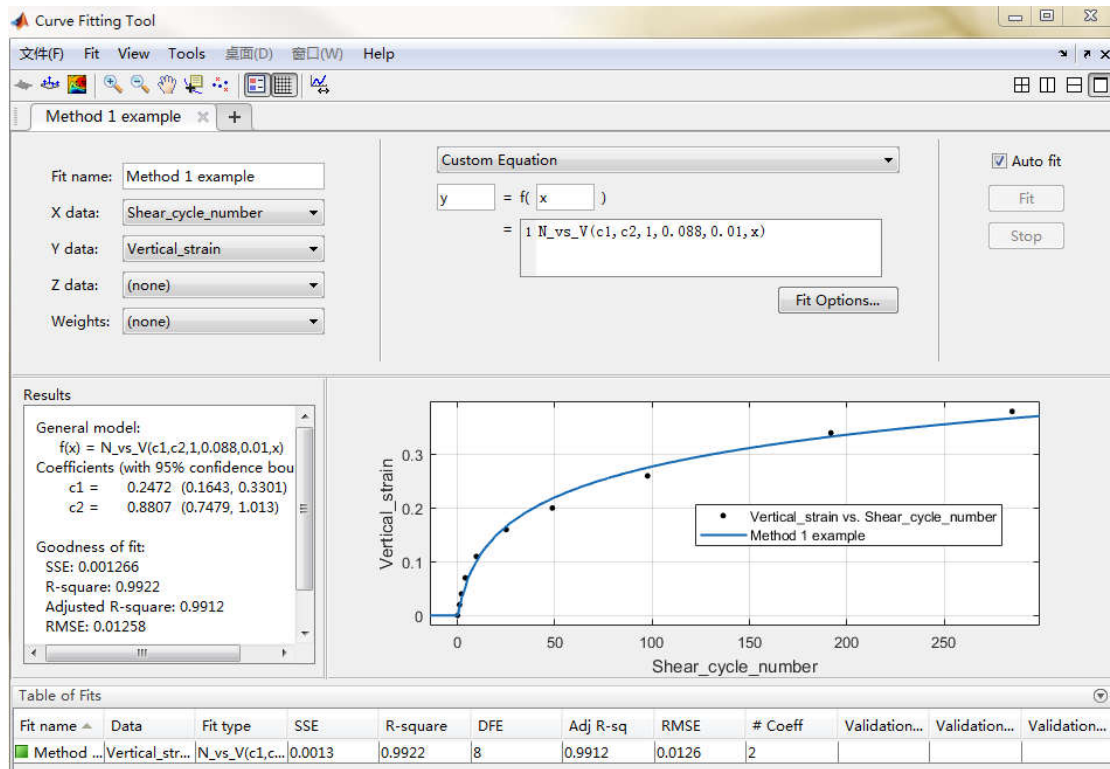 Curve Fitting Tool
文件(F) Fit View Tools 桌面(D) 窗口(W) Help
Method 1 example
Fit name: Method 1 example
X data: Shear_cycle_number
Y data: Vertical_strain
Z data: (none)
Weights: (none)
Custom Equation
y = f( x )
= 1 N_vs_V(c1,c2,1,0.088,0.01,x)
Fit Options...
Auto fit
Fit
Stop
Results
General model:
f(x) = N_vs_V(c1,c2,1,0.088,0.01,x)
Coefficients (with 95% confidence bou
c1 = 0.2472 (0.1643, 0.3301)
c2 = 0.8807 (0.7479, 1.013)
Goodness of fit:
SSE: 0.001266
R-square: 0.9922
Adjusted R-square: 0.9912
RMSE: 0.01258
Vertical_strain
0.3
0.2
0.1
0
0 50 100 150 200 250
Shear_cycle_number
Vertical_strain vs. Shear_cycle_number
Method 1 example
Table of Fits
Fit name Data Fit type SSE R-square DFE Adj R-sq RMSE # Coeff Validation... Validation... Validation...
Method ... Vertical_str... N_vs_V(c1,c... 0.0013 0.9922 8 0.9912 0.0126 2